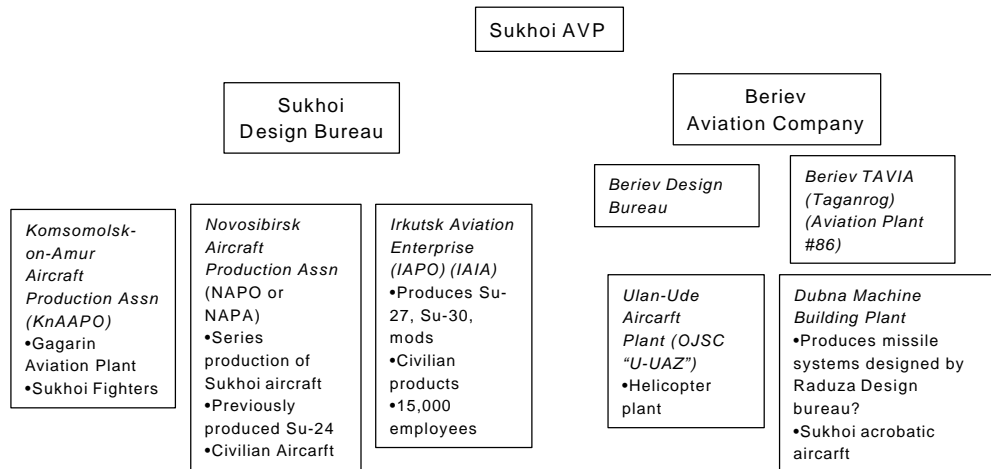 Sukhoi AVP
Sukhoi
Design Bureau
Beriev
Aviation Company
Komsomolsk-
on-Amur
Aircraft
Production Assn
(KnAAPO)
•Gagarin
Aviation Plant
•Sukhoi Fighters
Novosibirsk
Aircraft
Production Assn
(NAPO or
NAPA)
•Series
production of
Sukhoi aircraft
•Previously
produced Su-24
•Civilian Aircarft
Irkutsk Aviation
Enterprise
(IAPO) (IAIA)
•Produces Su-
27, Su-30,
mods
•Civilian
products
•15,000
employees
Beriev Design
Bureau
Beriev TAVIA
(Taganrog)
(Aviation Plant
#86)
Ulan-Ude
Aircarft
Plant (OJSC
“U-UAZ”)
•Helicopter
plant
Dubna Machine
Building Plant
•Produces missile
systems designed by
Raduza Design
bureau?
•Sukhoi acrobatic
aircarft